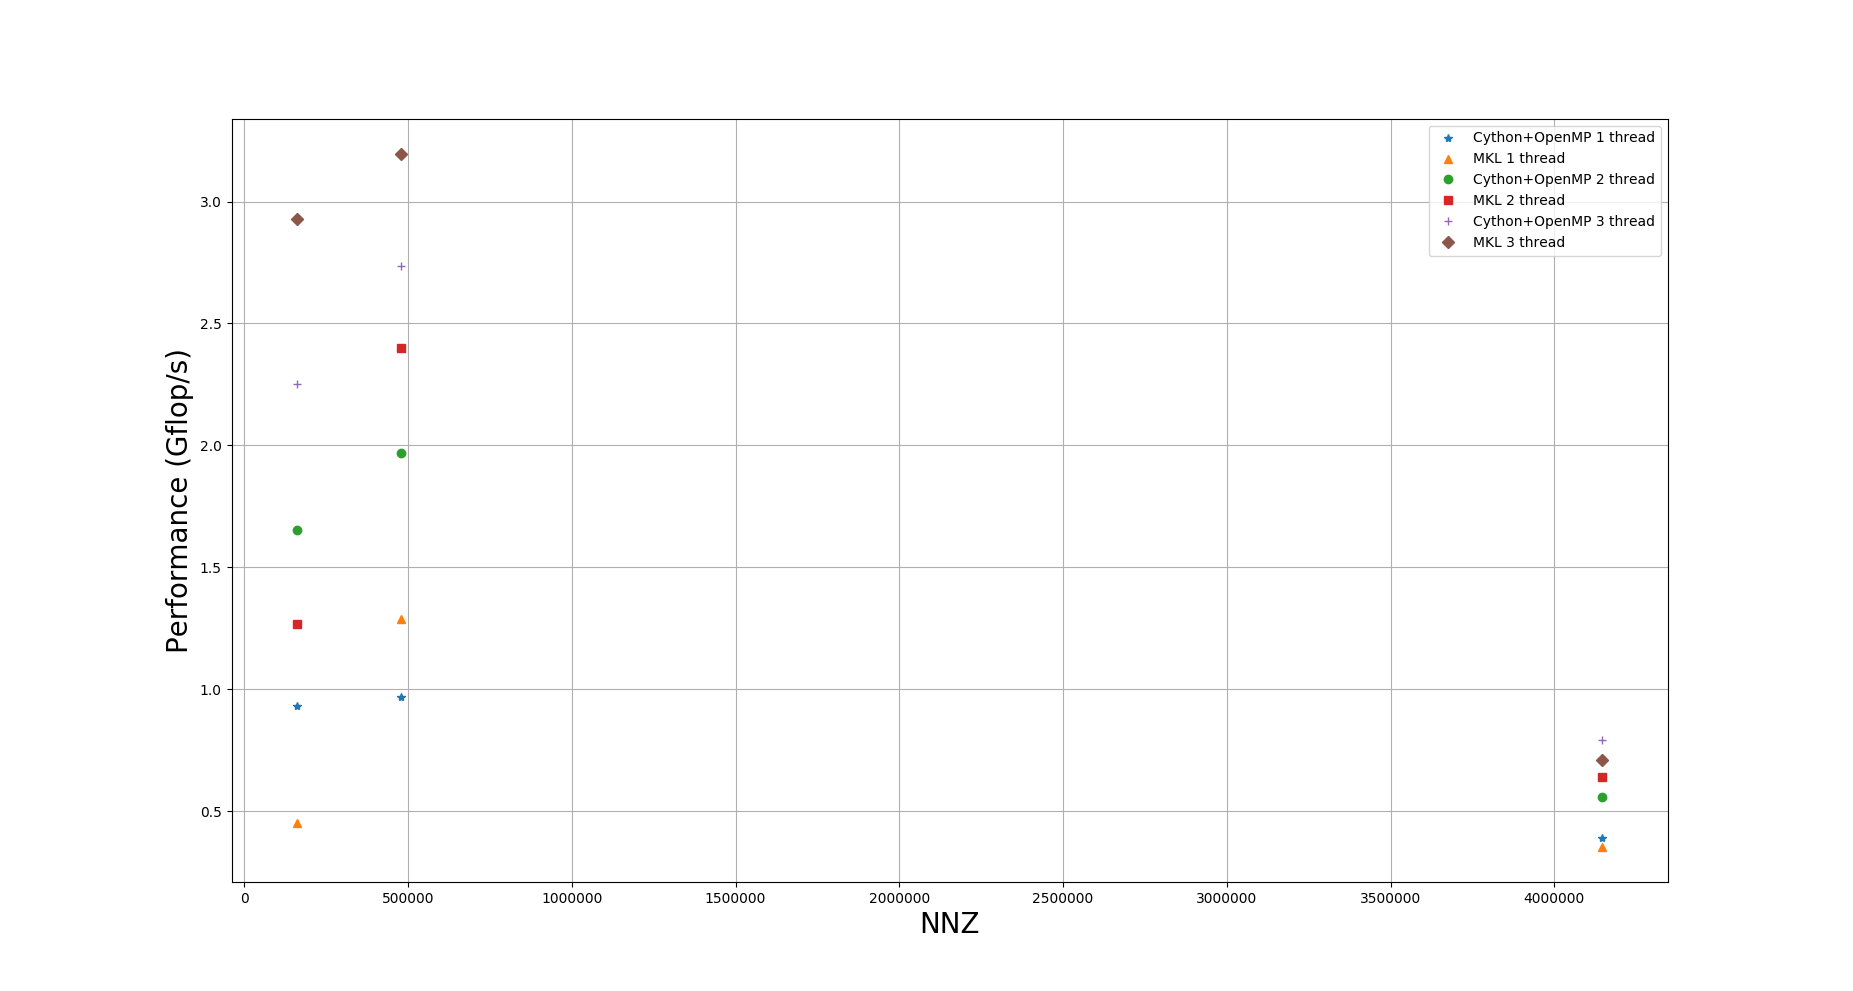 Cython+OpenMP 1 thread
MKL 1 thread
Cython+OpenMP 2 thread
MKL 2 thread
Cython+OpenMP 3 thread
MKL 3 thread
Performance (Gflop/s)
3.0
2.5
2.0
1.5
1.0
0.5
0 500000 1000000 1500000 2000000 2500000 3000000 3500000 4000000
NNZ